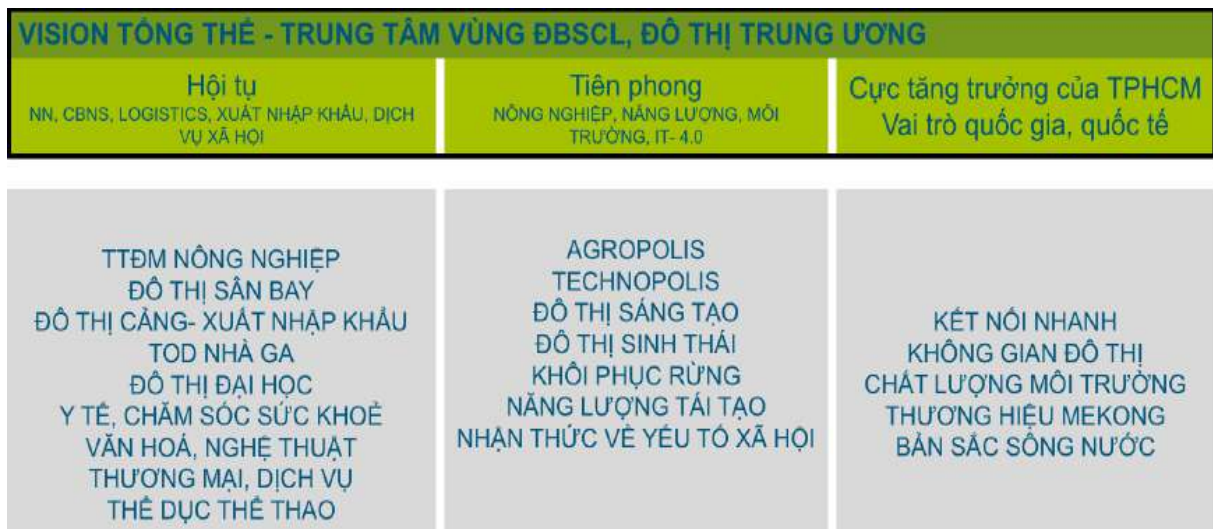 VISION TỔNG THỂ - TRUNG TÂM VÙNG ĐBSCL, ĐÔ THỊ TRUNG ƯƠNG
Hội tụ
NN, CBNS, LOGISTICS, XUẤT NHẬP KHẨU, DỊCH
VỤ XÃ HỘI
Tiên phong
NÔNG NGHIỆP, NĂNG LƯỢNG, MÔI
TRƯỜNG, IT- 4.0
Cực tăng trưởng của TPHCM
Vai trò quốc gia, quốc tế
TTĐM NÔNG NGHIỆP
ĐÔ THỊ SÂN BAY
ĐÔ THỊ CẢNG- XUẤT NHẬP KHẨU
TOD NHÀ GA
ĐÔ THỊ ĐẠI HỌC
Y TẾ, CHĂM SÓC SỨC KHOẺ
VĂN HOÁ, NGHỆ THUẬT
THƯƠNG MẠI, DỊCH VỤ
THỂ DỤC THỂ THAO
AGROPOLIS
TECHNOPOLIS
ĐÔ THỊ SÁNG TẠO
ĐÔ THỊ SINH THÁI
KHÔI PHỤC RỪNG
NĂNG LƯỢNG TÁI TẠO
NHẬN THỨC VỀ YẾU TỐ XÃ HỘI
KẾT NỐI NHANH
KHÔNG GIAN ĐÔ THỊ
CHẤT LƯỢNG MÔI TRƯỜNG
THƯƠNG HIỆU MEKONG
BẢN SẮC SÔNG NƯỚC